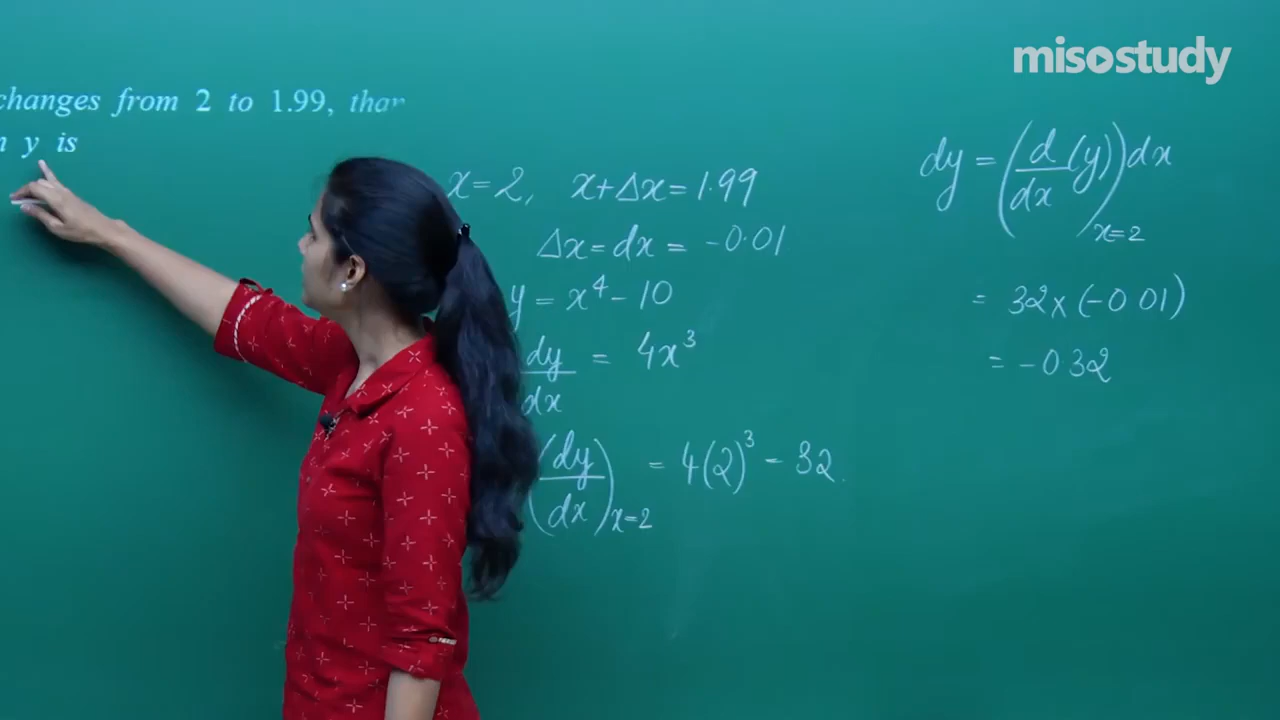 misostudy
changes from 2 to 1.99, than
y is
x=2, x+Δx=1.99
Δx=dx= -0.01
y = x⁴-10
dy/dx = 4x³
(dy/dx)x=2 = 4(2)³ - 32.
dy = (d/dx (y))x=2 dx
= 32x(-0 01)
= -0 32